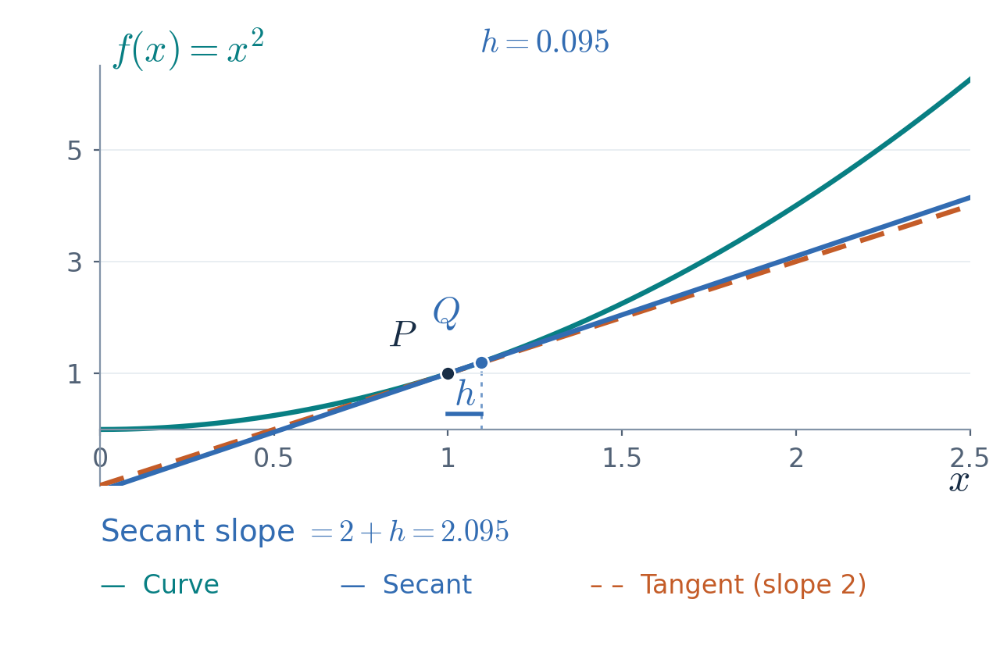 f(x) = x²
h = 0.095
5
3
Q
P
1
h
0 0.5 1 1.5 2 2.5
x
Secant slope = 2 + h = 2.095
— Curve — Secant – – Tangent (slope 2)